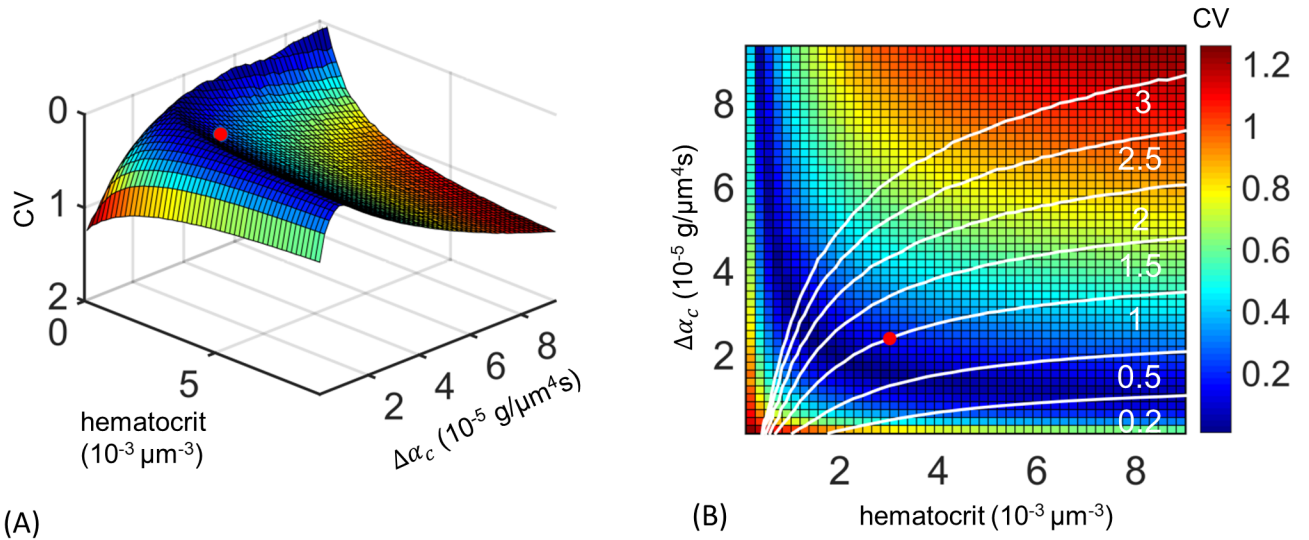 0
1
2
CV
0
5
hematocrit
(10⁻³ µm⁻³)
2
4
6
8
Δα_c (10⁻⁵ g/µm⁴s)
(A)
CV
8
6
4
2
Δα_c (10⁻⁵ g/µm⁴s)
3
2.5
2
1.5
1
0.5
0.2
2 4 6 8
hematocrit (10⁻³ µm⁻³)
1.2
1
0.8
0.6
0.4
0.2
(B)